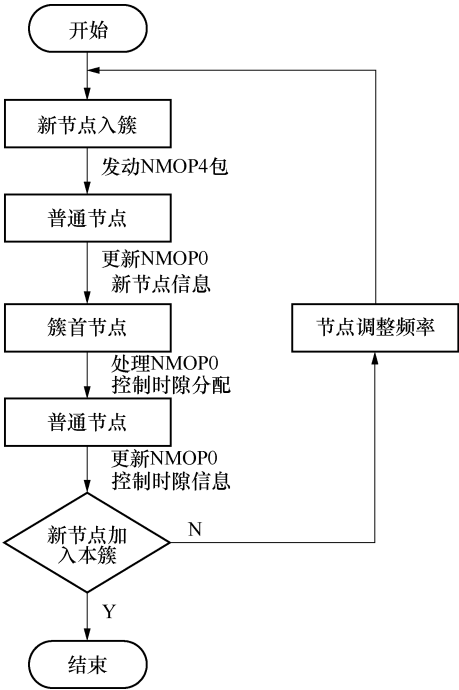 开始
新节点入簇
发动NMOP4包
普通节点
更新NMOP0
新节点信息
簇首节点
节点调整频率
处理NMOP0
控制时隙分配
普通节点
更新NMOP0
控制时隙信息
新节点加
入本簇
N
Y
结束